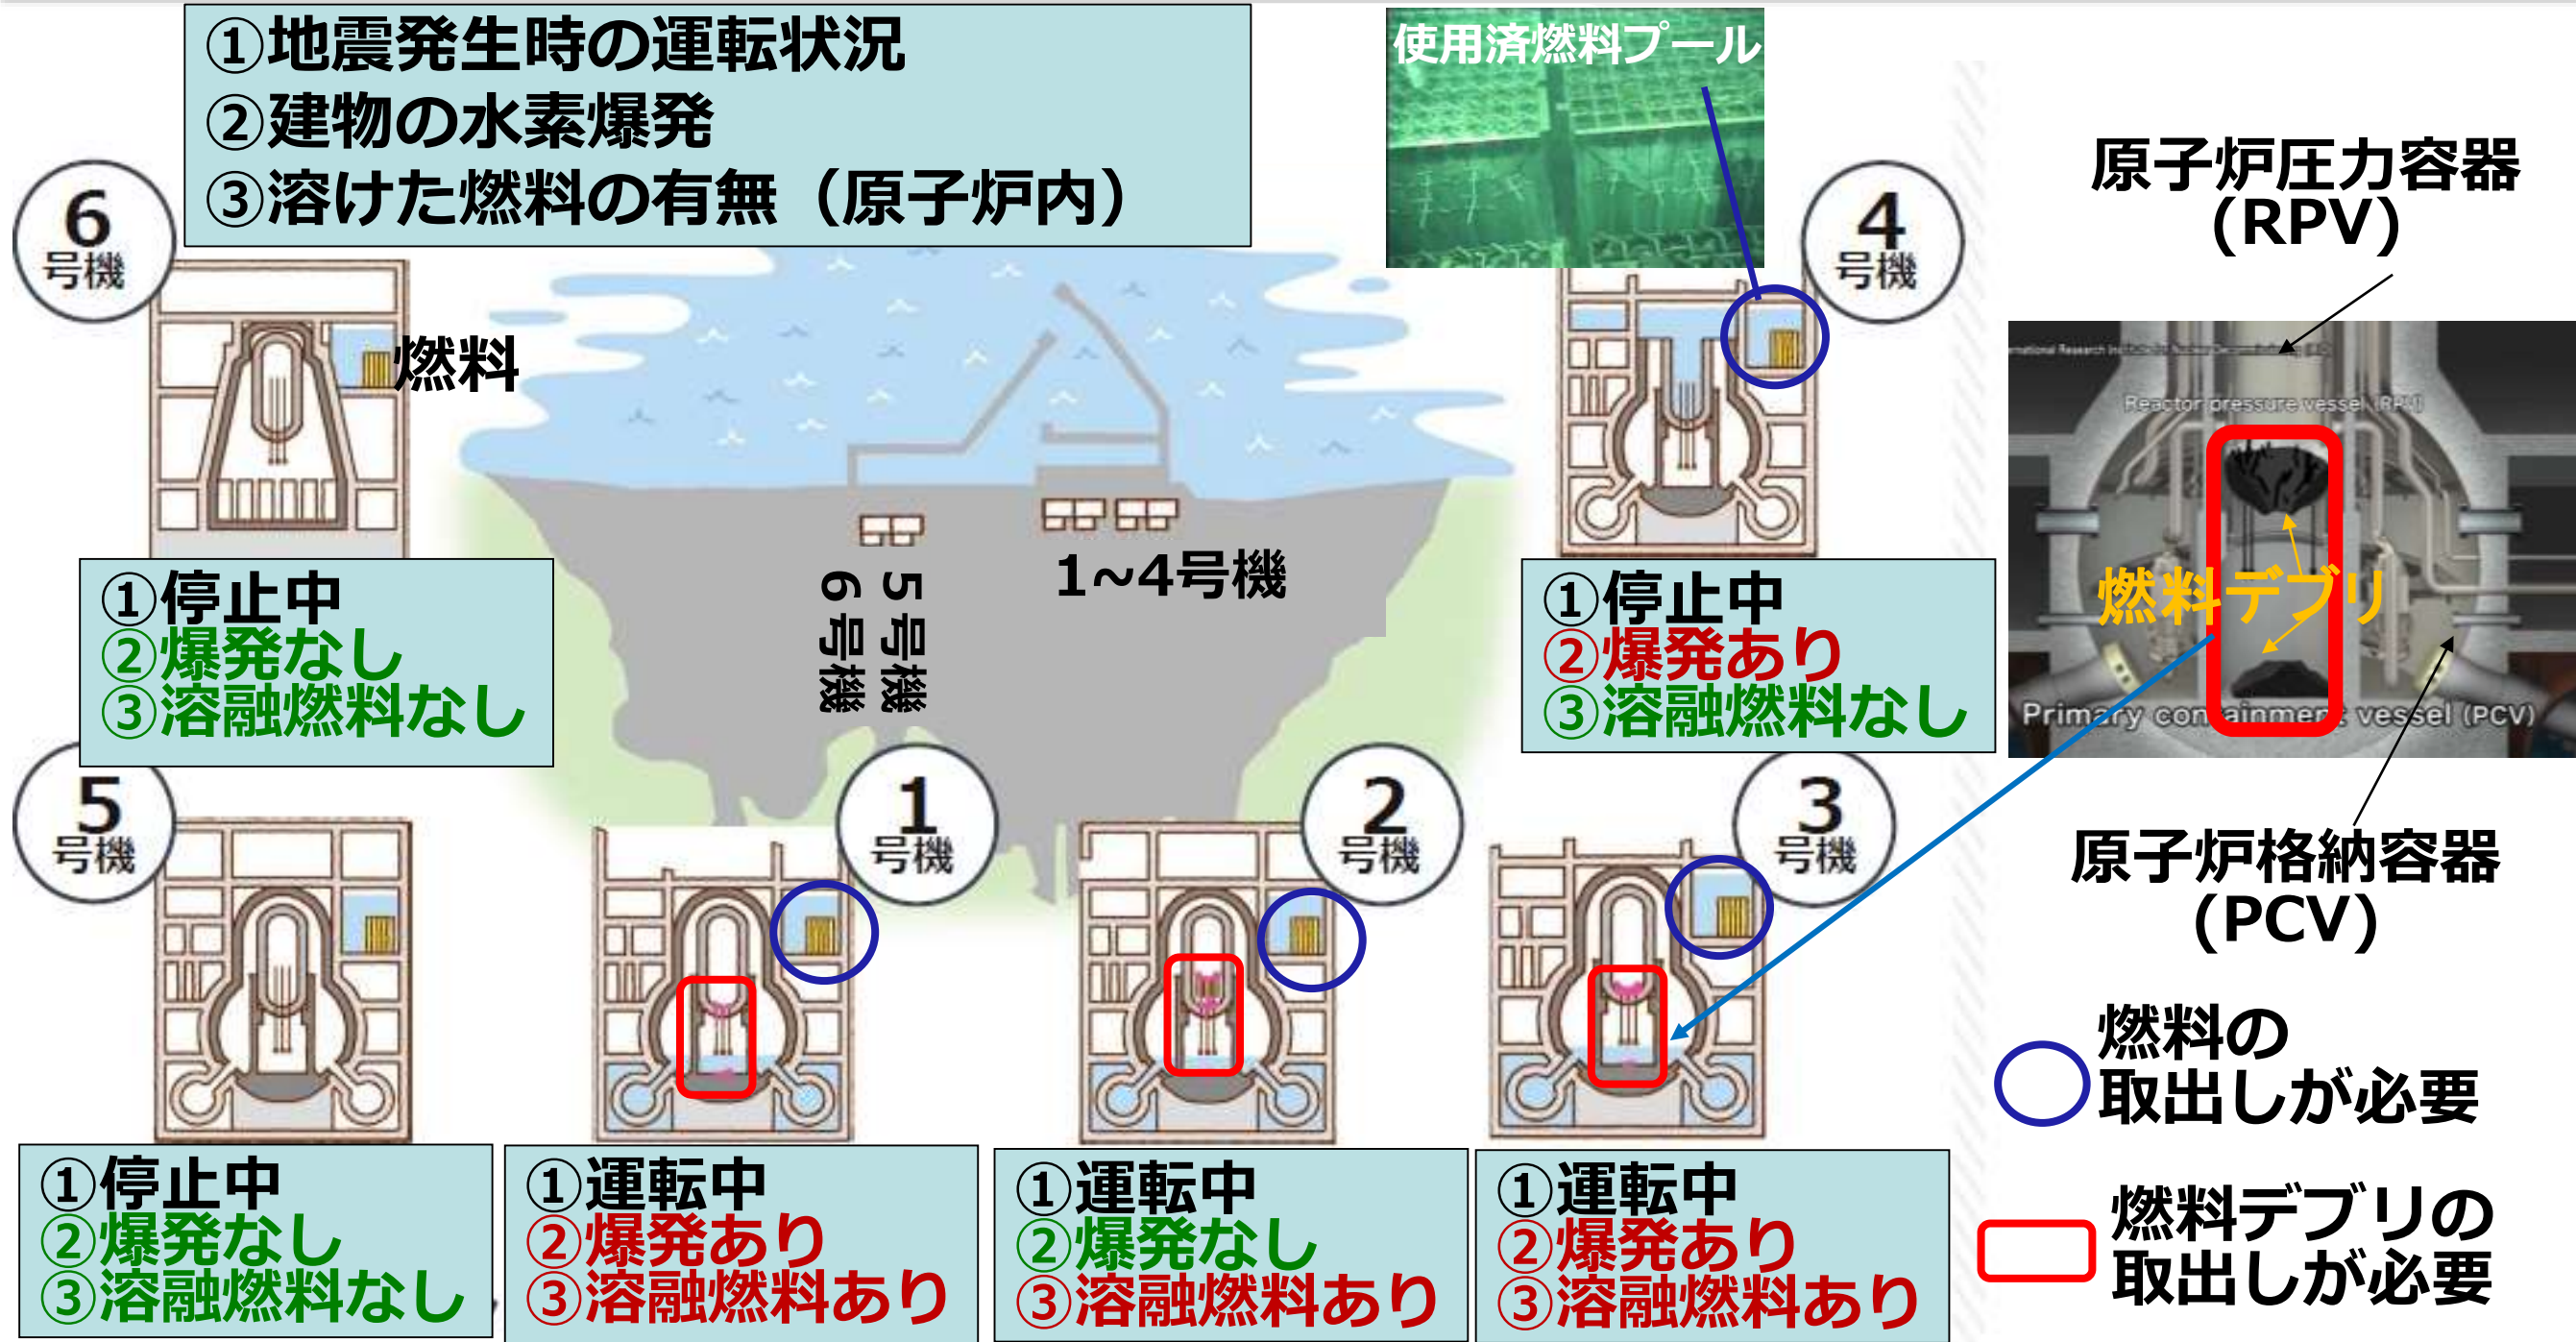 ①地震発生時の運転状況
②建物の水素爆発
③溶けた燃料の有無（原子炉内）
使用済燃料プール
6
号機
燃料
①停止中
②爆発なし
③溶融燃料なし
4
号機
①停止中
②爆発あり
③溶融燃料なし
5号機
6号機
1~4号機
原子炉圧力容器
(RPV)
Reactor pressure vessel (RPV)
燃料デブリ
Primary containment vessel (PCV)
原子炉格納容器
(PCV)
5
号機
①停止中
②爆発なし
③溶融燃料なし
1
号機
①運転中
②爆発あり
③溶融燃料あり
2
号機
①運転中
②爆発なし
③溶融燃料あり
3
号機
①運転中
②爆発あり
③溶融燃料あり
燃料の
取出しが必要
燃料デブリの
取出しが必要